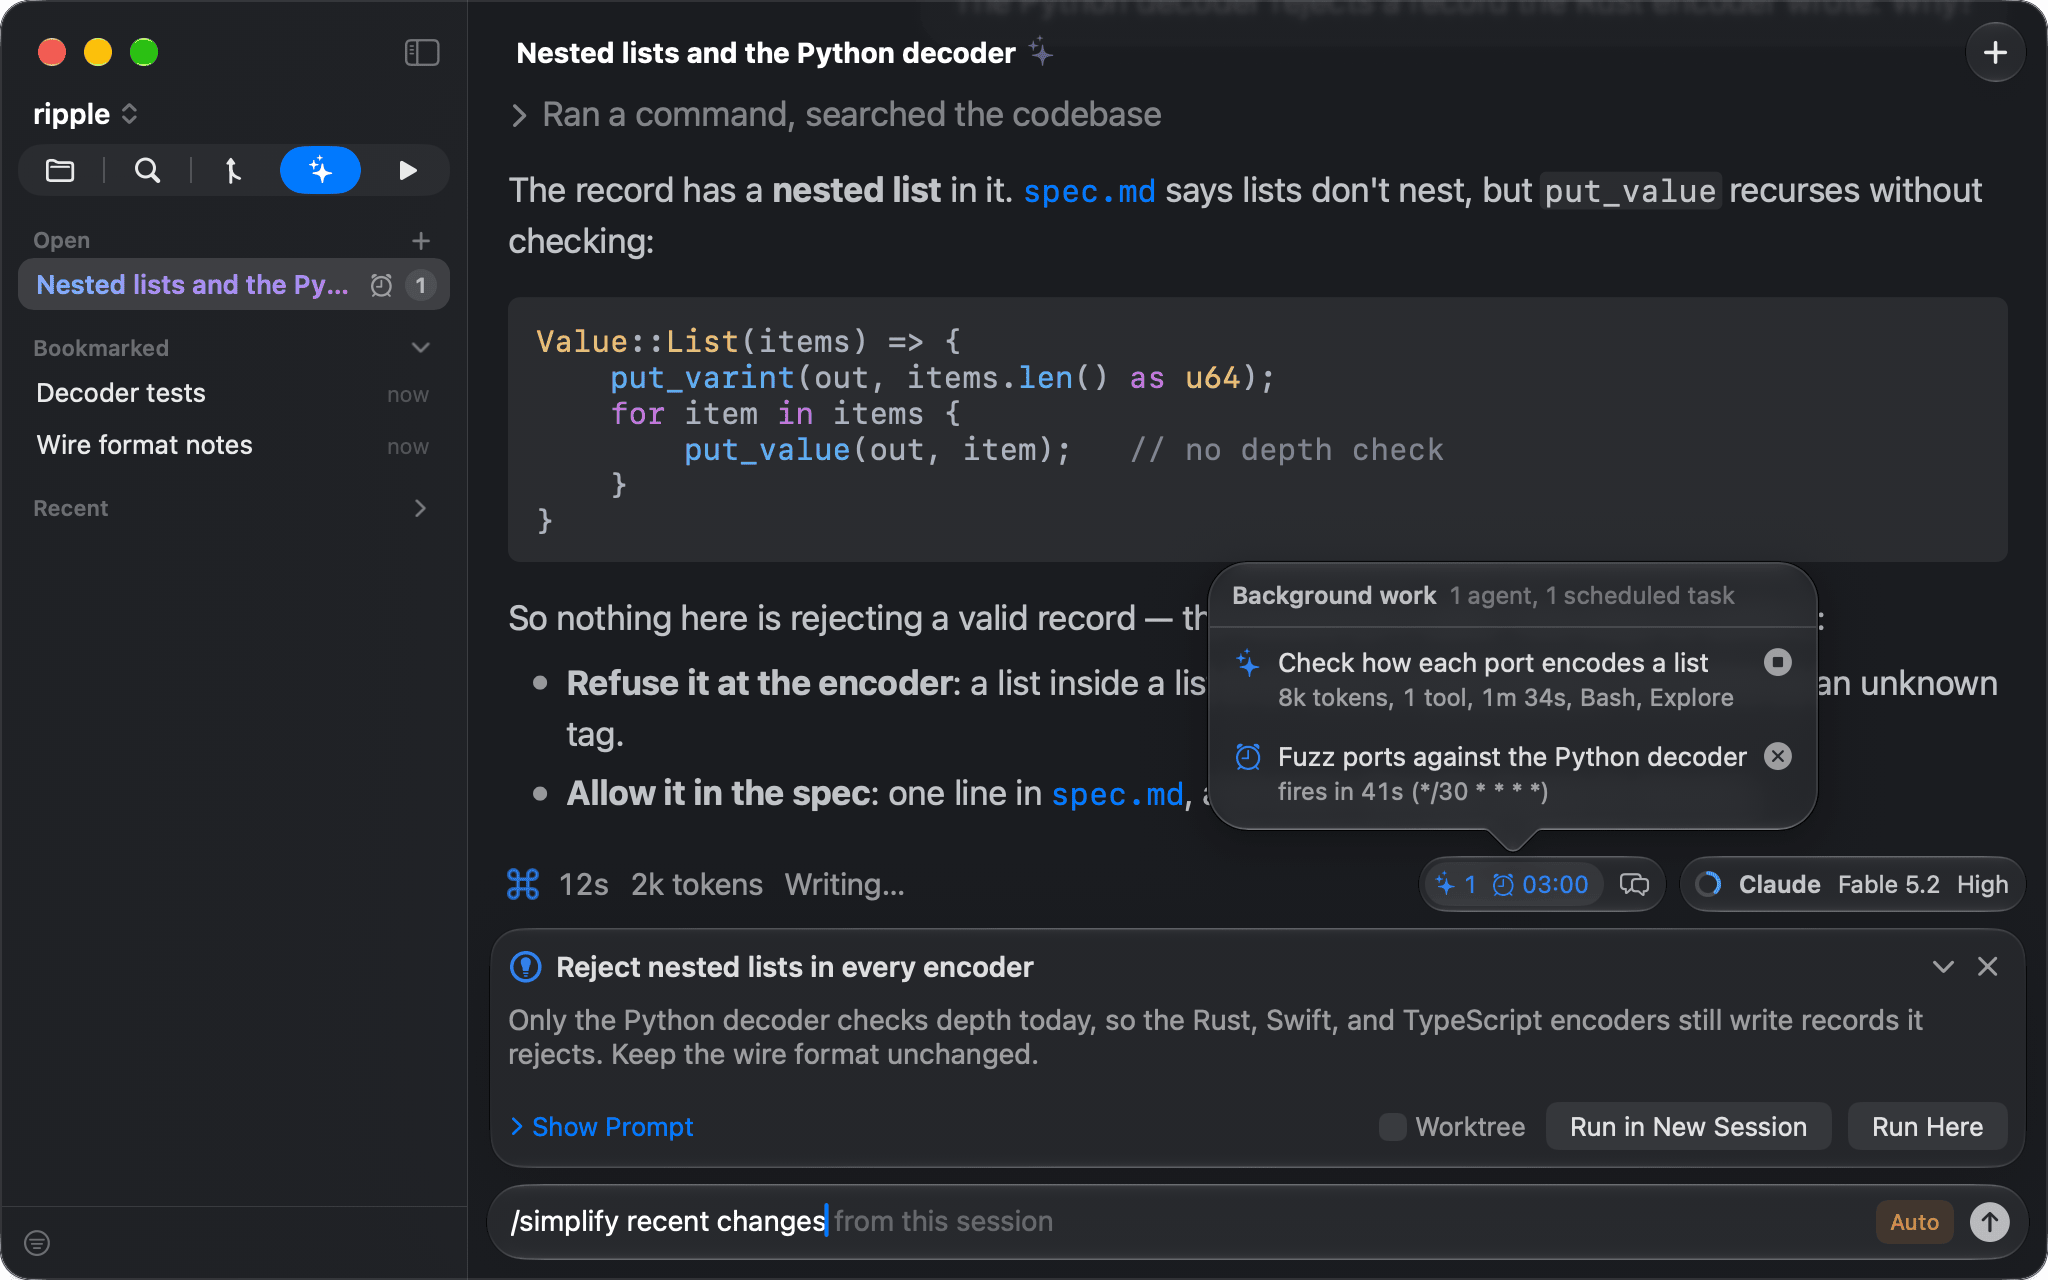 ripple
Open
Nested lists and the Py...
1
Bookmarked
Decoder tests
now
Wire format notes
now
Recent
Nested lists and the Python decoder
Ran a command, searched the codebase
The record has a nested list in it. spec.md says lists don't nest, but put_value recurses without
checking:
Value::List(items) => {
    put_varint(out, items.len() as u64);
    for item in items {
        put_value(out, item);   // no depth check
    }
}
So nothing here is rejecting a valid record —
:
Refuse it at the encoder: a list inside a
an unknown
tag.
Allow it in the spec: one line in spec.md,
Background work 1 agent, 1 scheduled task
Check how each port encodes a list
8k tokens, 1 tool, 1m 34s, Bash, Explore
Fuzz ports against the Python decoder
fires in 41s (*/30 * * * *)
12s 2k tokens Writing...
1 03:00
Claude Fable 5.2 High
Reject nested lists in every encoder
Only the Python decoder checks depth today, so the Rust, Swift, and TypeScript encoders still write records it
rejects. Keep the wire format unchanged.
Show Prompt
Worktree
Run in New Session
Run Here
/simplify recent changes from this session
Auto